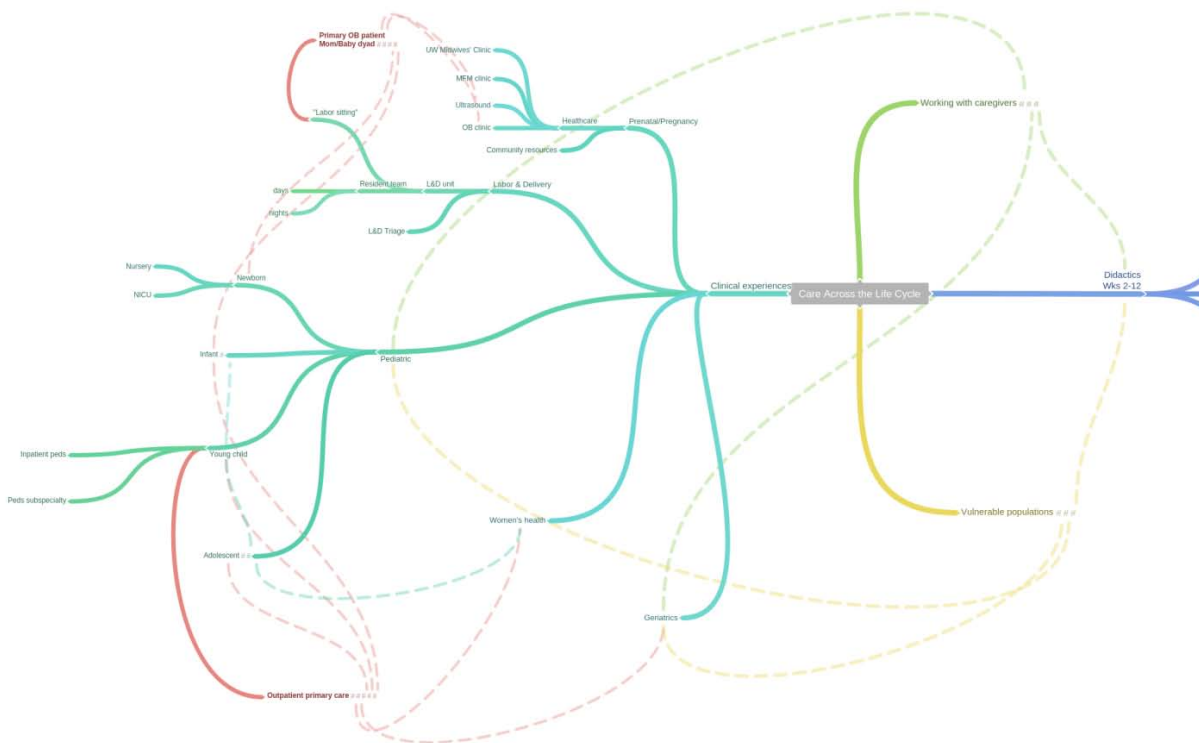 Primary OB patient
Mom/Baby dyad
UW Midwives' Clinic
MFM clinic
Ultrasound
OB clinic
Healthcare
Prenatal/Pregnancy
Community resources
"Labor sitting"
days
nights
Resident team
L&D unit
Labor & Delivery
L&D Triage
Nursery
NICU
Newborn
Infant
Pediatric
Inpatient peds
Peds subspecialty
Young child
Adolescent
Women's health
Geriatrics
Outpatient primary care
Clinical experiences
Care Across the Life Cycle
Working with caregivers
Didactics
Wks 2-12
Vulnerable populations